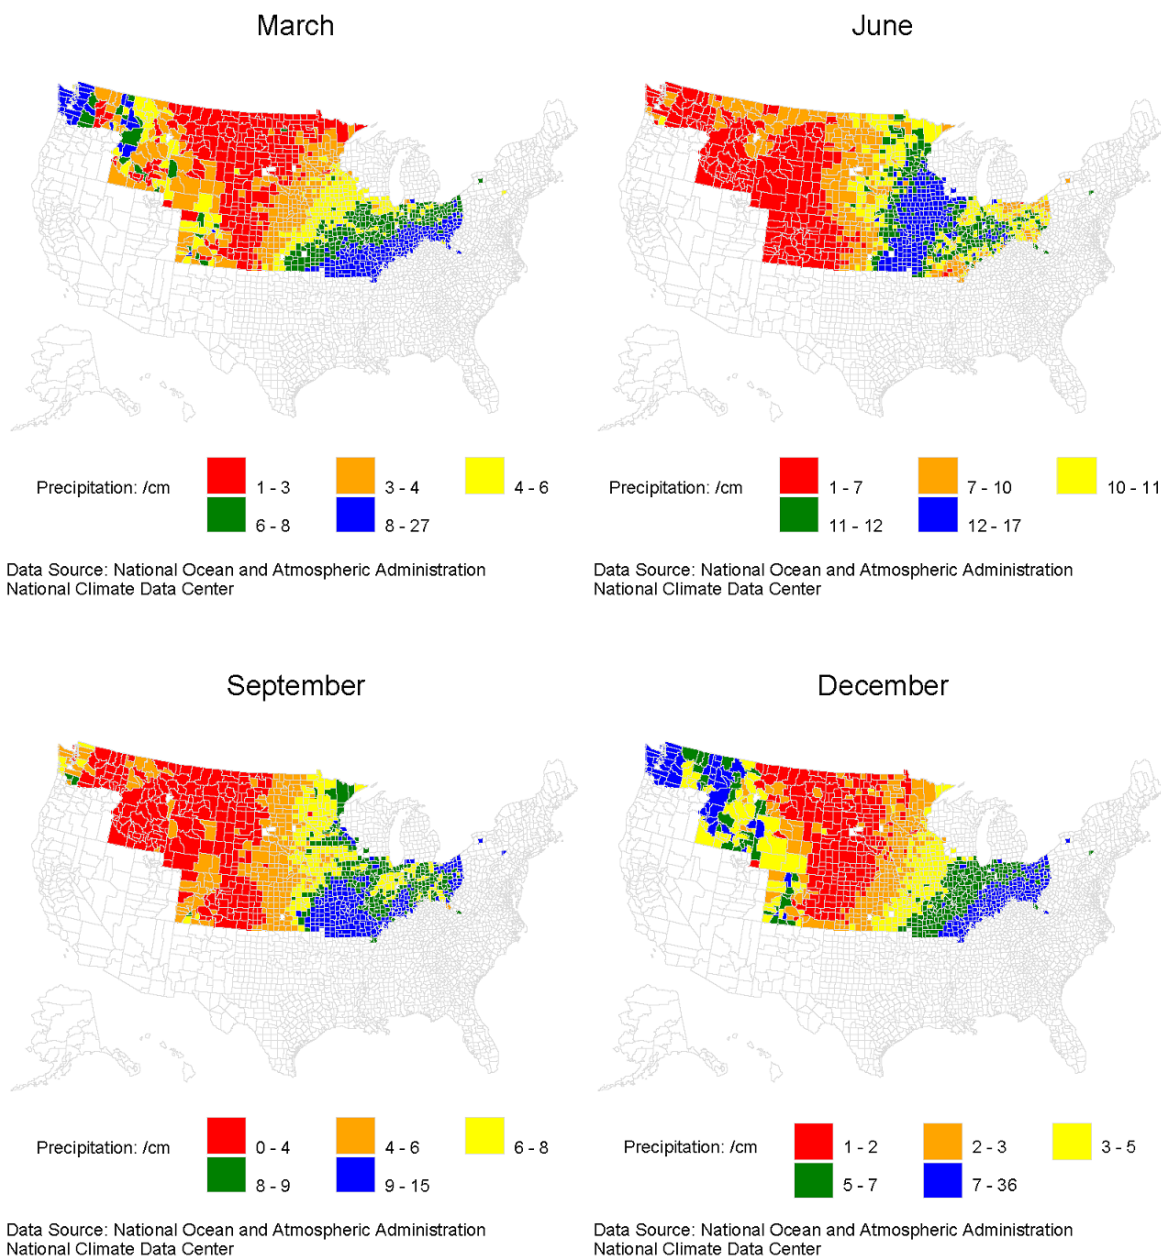 March
Precipitation: /cm
1 - 3
3 - 4
4 - 6
6 - 8
8 - 27
Data Source: National Ocean and Atmospheric Administration
National Climate Data Center
June
Precipitation: /cm
1 - 7
7 - 10
10 - 11
11 - 12
12 - 17
Data Source: National Ocean and Atmospheric Administration
National Climate Data Center
September
Precipitation: /cm
0 - 4
4 - 6
6 - 8
8 - 9
9 - 15
Data Source: National Ocean and Atmospheric Administration
National Climate Data Center
December
Precipitation: /cm
1 - 2
2 - 3
3 - 5
5 - 7
7 - 36
Data Source: National Ocean and Atmospheric Administration
National Climate Data Center